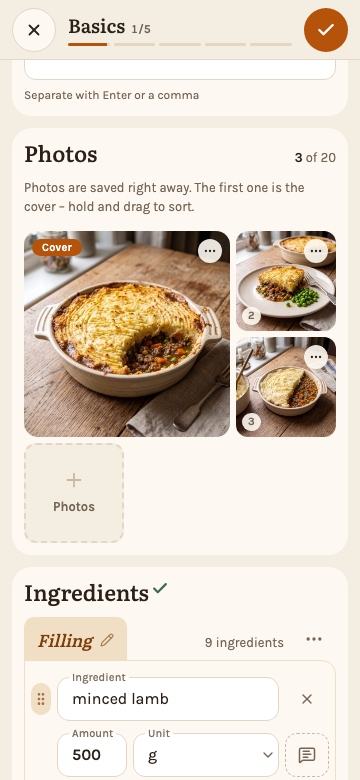 Basics 1/5
Separate with Enter or a comma
Photos
3 of 20
Photos are saved right away. The first one is the
cover – hold and drag to sort.
Cover
2
3
Photos
Ingredients
Filling
9 ingredients
Ingredient
minced lamb
Amount
500
Unit
g